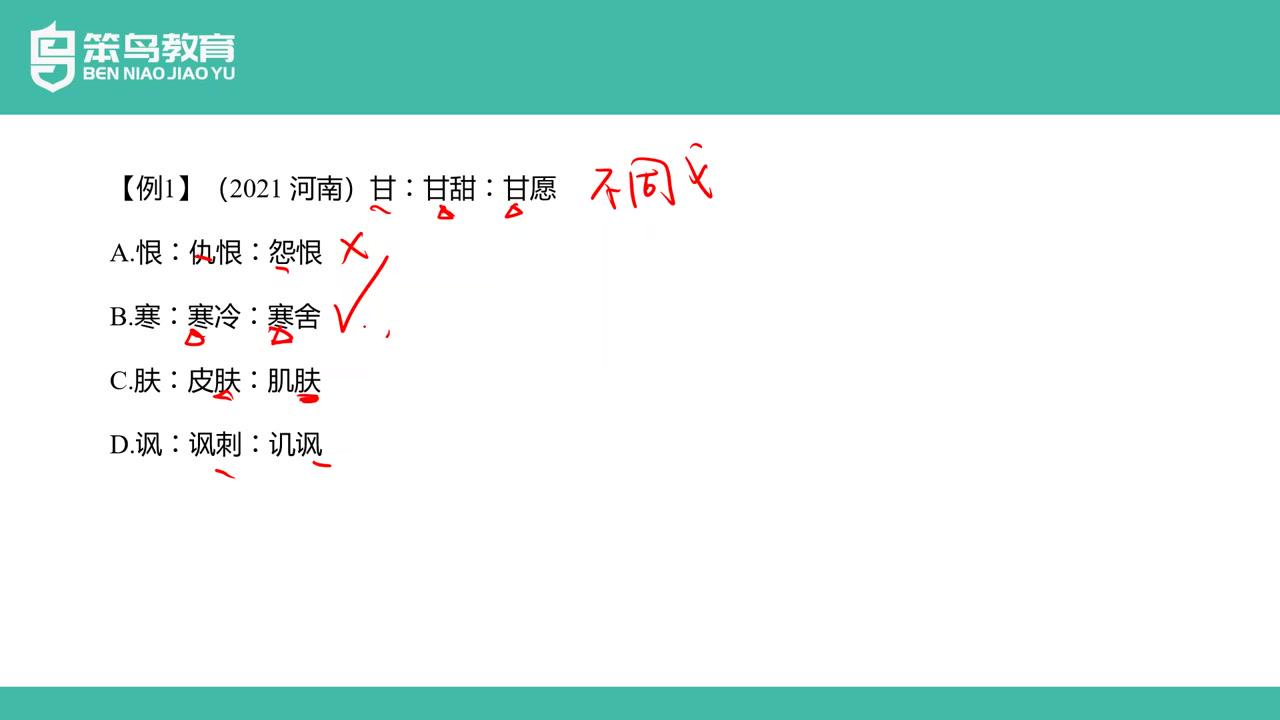 笨鸟教育
BEN NIAO JIAO YU
【例1】（2021 河南）甘：甘甜：甘愿 不同
A.恨：仇恨：怨恨
B.寒：寒冷：寒舍
C.肤：皮肤：肌肤
D.讽：讽刺：讥讽